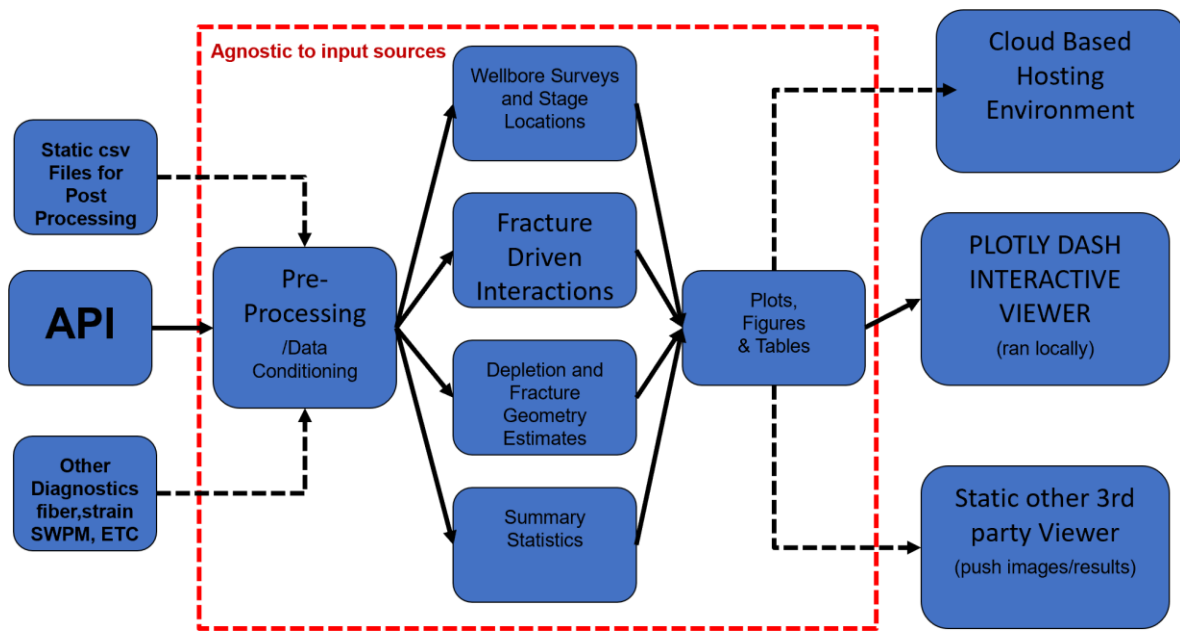 Agnostic to input sources
Static csv
Files for
Post
Processing
API
Other
Diagnostics
fiber,strain
SWPM, ETC
Pre-
Processing
/Data
Conditioning
Wellbore Surveys
and Stage
Locations
Fracture
Driven
Interactions
Depletion and
Fracture
Geometry
Estimates
Summary
Statistics
Plots,
Figures
& Tables
Cloud Based
Hosting
Environment
PLOTLY DASH
INTERACTIVE
VIEWER
(ran locally)
Static other 3rd
party Viewer
(push images/results)